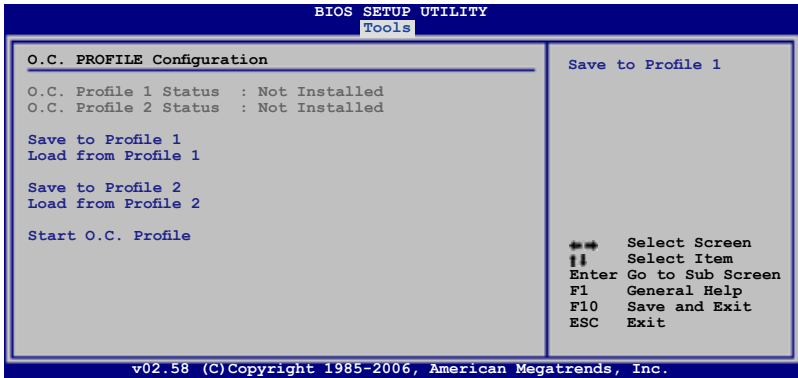 BIOS SETUP UTILITY
Tools
O.C. PROFILE Configuration
O.C. Profile 1 Status : Not Installed
O.C. Profile 2 Status : Not Installed
Save to Profile 1
Load from Profile 1
Save to Profile 2
Load from Profile 2
Start O.C. Profile
Save to Profile 1
Select Screen
Select Item
Enter Go to Sub Screen
F1 General Help
F10 Save and Exit
ESC Exit
v02.58 (C)Copyright 1985-2006, American Megatrends, Inc.